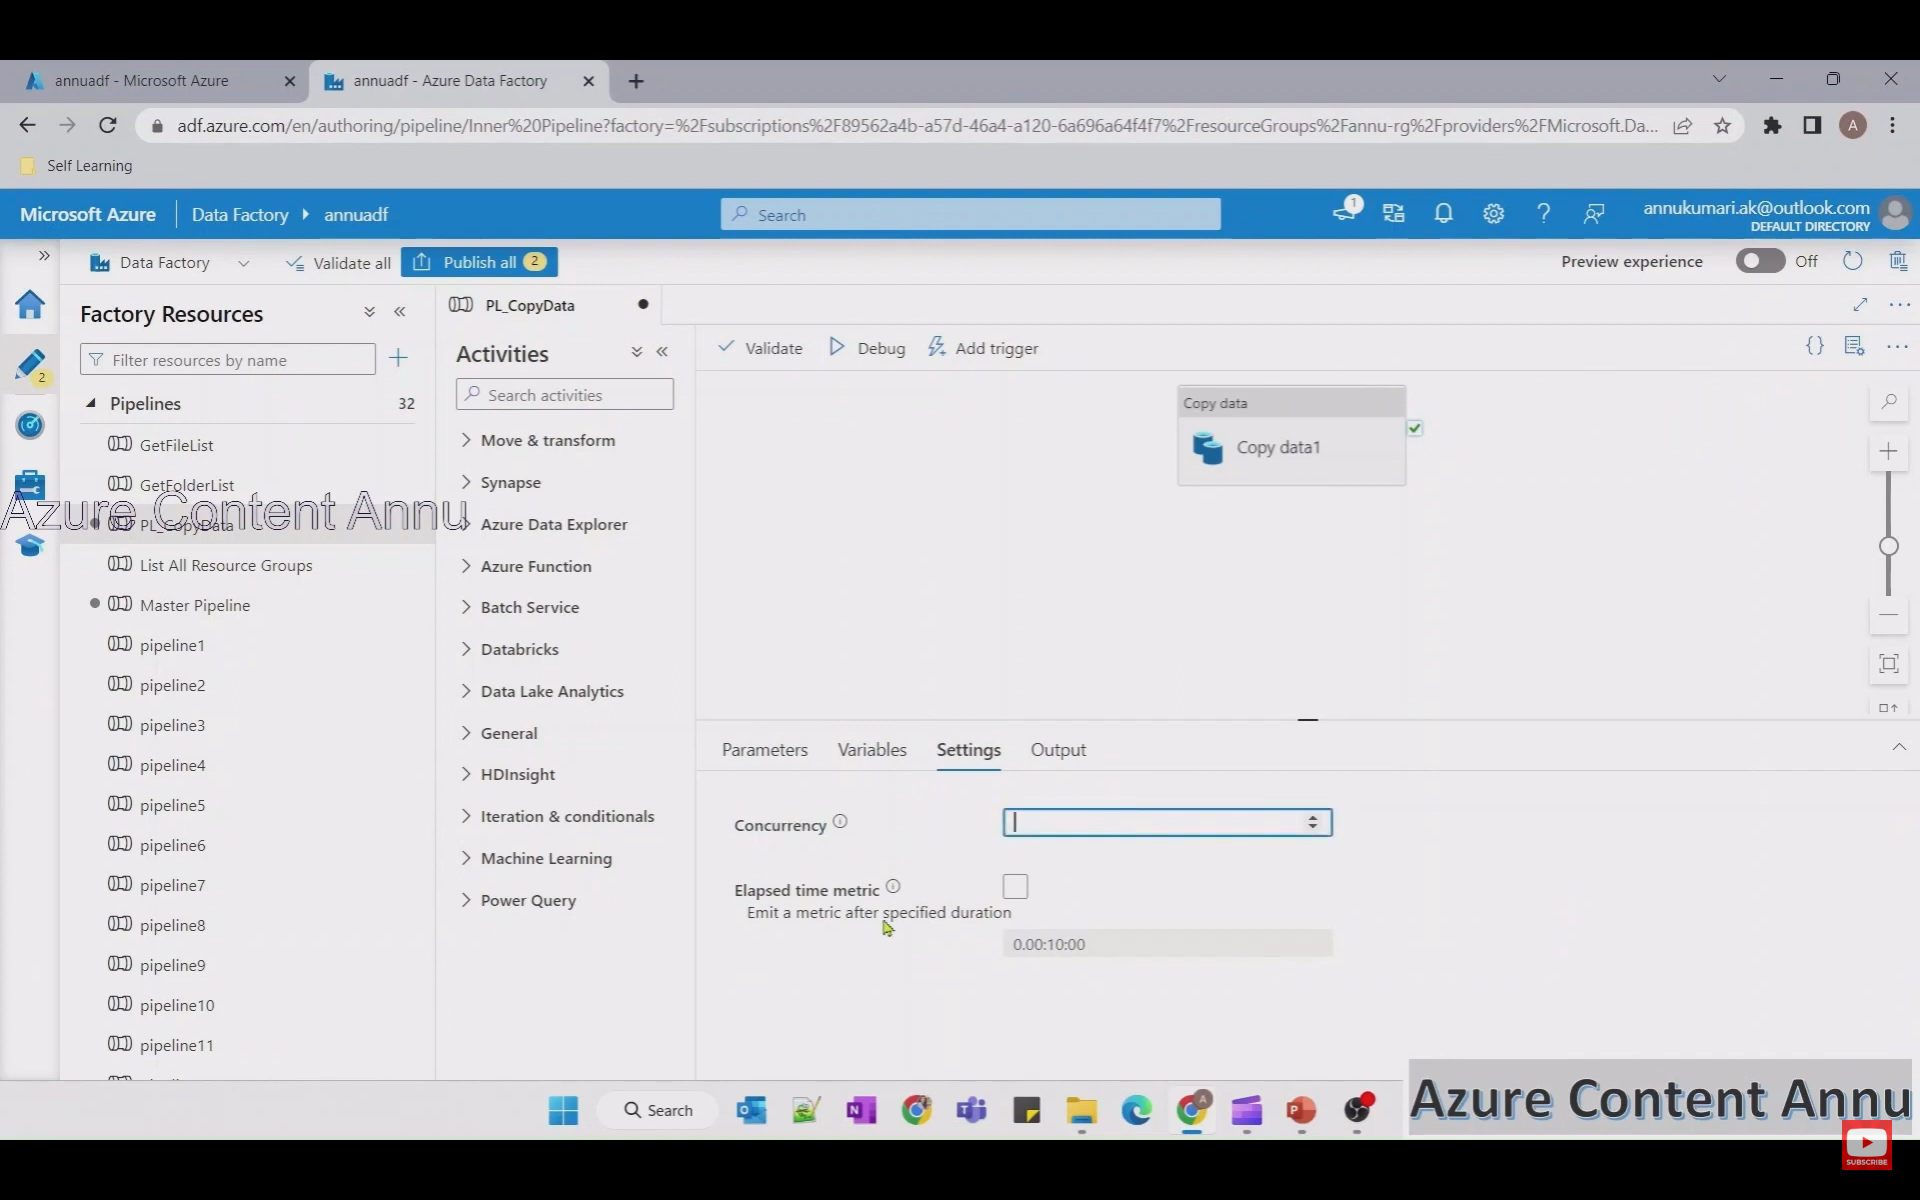 annuadf - Microsoft Azure
annuadf - Azure Data Factory
adf.azure.com/en/authoring/pipeline/Inner%20Pipeline?factory=%2Fsubscriptions%2F89562a4b-a57d-46a4-a120-6a696a64f4f7%2FresourceGroups%2Fannu-rg%2Fproviders%2FMicrosoft.Da...
A
Self Learning
Microsoft Azure
Data Factory
annuadf
Search
1
annukumari.ak@outlook.com
DEFAULT DIRECTORY
Data Factory
Validate all
Publish all
2
Preview experience
Off
Factory Resources
PL_CopyData
Filter resources by name
Activities
Validate
Debug
Add trigger
2
Search activities
Pipelines
32
GetFileList
GetFolderList
PL_CopyData
List All Resource Groups
Master Pipeline
pipeline1
pipeline2
pipeline3
pipeline4
pipeline5
pipeline6
pipeline7
pipeline8
pipeline9
pipeline10
pipeline11
Azure Content Annu
Move & transform
Synapse
Azure Data Explorer
Azure Function
Batch Service
Databricks
Data Lake Analytics
General
HDInsight
Iteration & conditionals
Machine Learning
Power Query
Copy data
Copy data1
Parameters
Variables
Settings
Output
Concurrency
Elapsed time metric
Emit a metric after specified duration
0.00:10:00
Search
A
Azure Content Annu
SUBSCRIBE